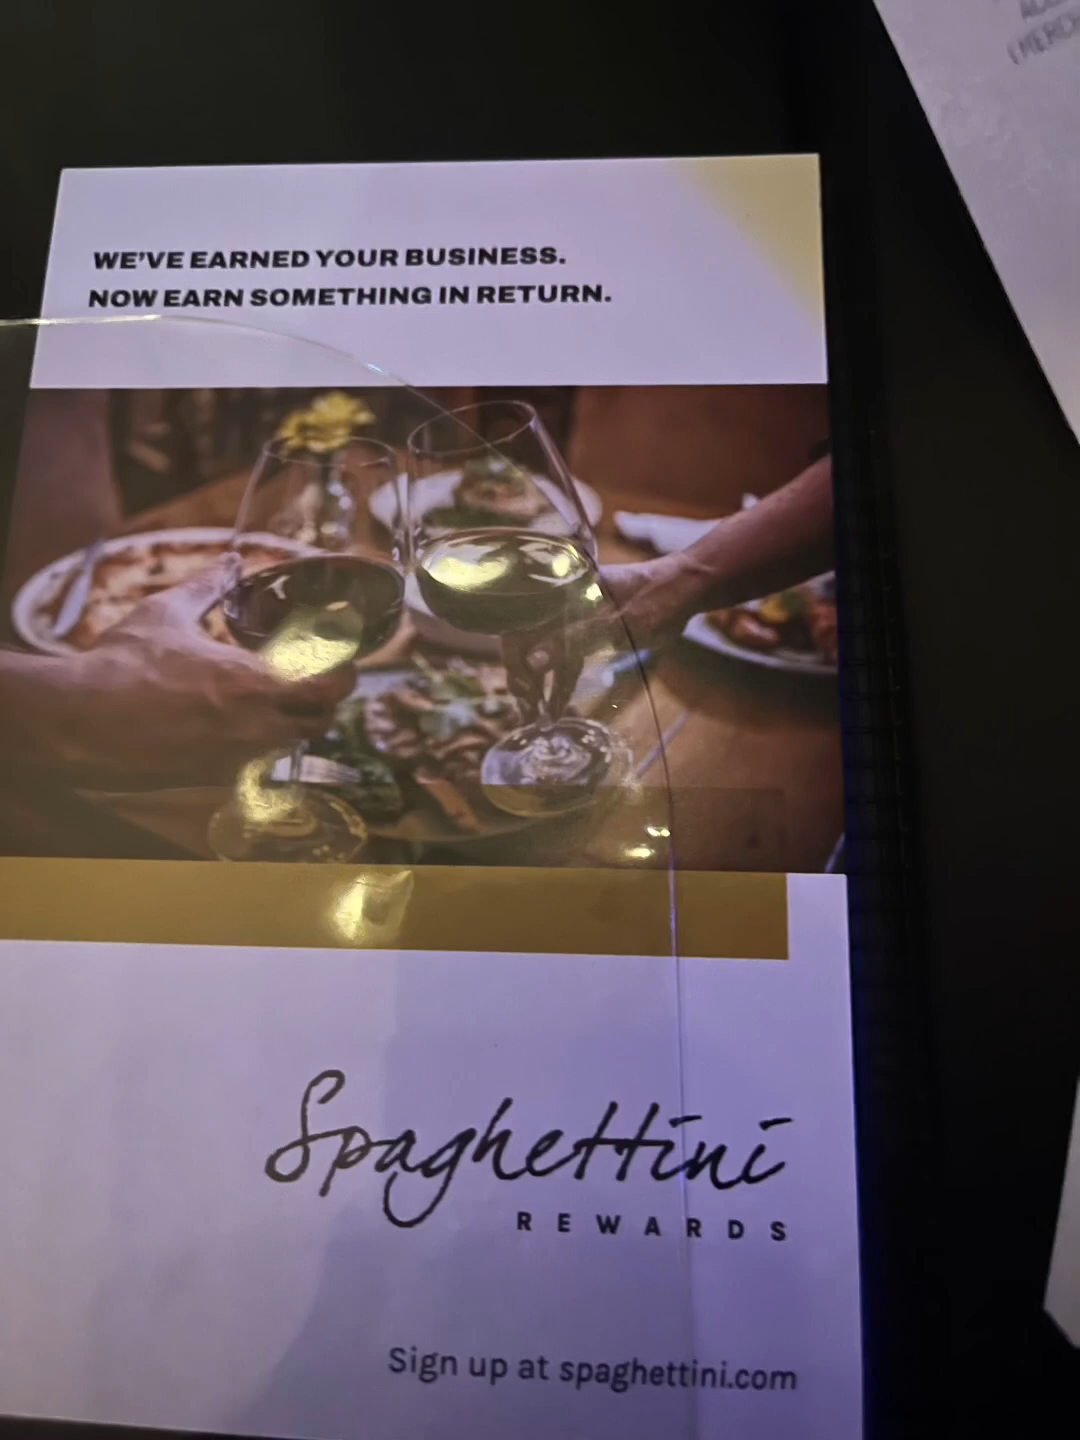 WE'VE EARNED YOUR BUSINESS.
NOW EARN SOMETHING IN RETURN.
Spaghettini
REWARDS
Sign up at spaghettini.com